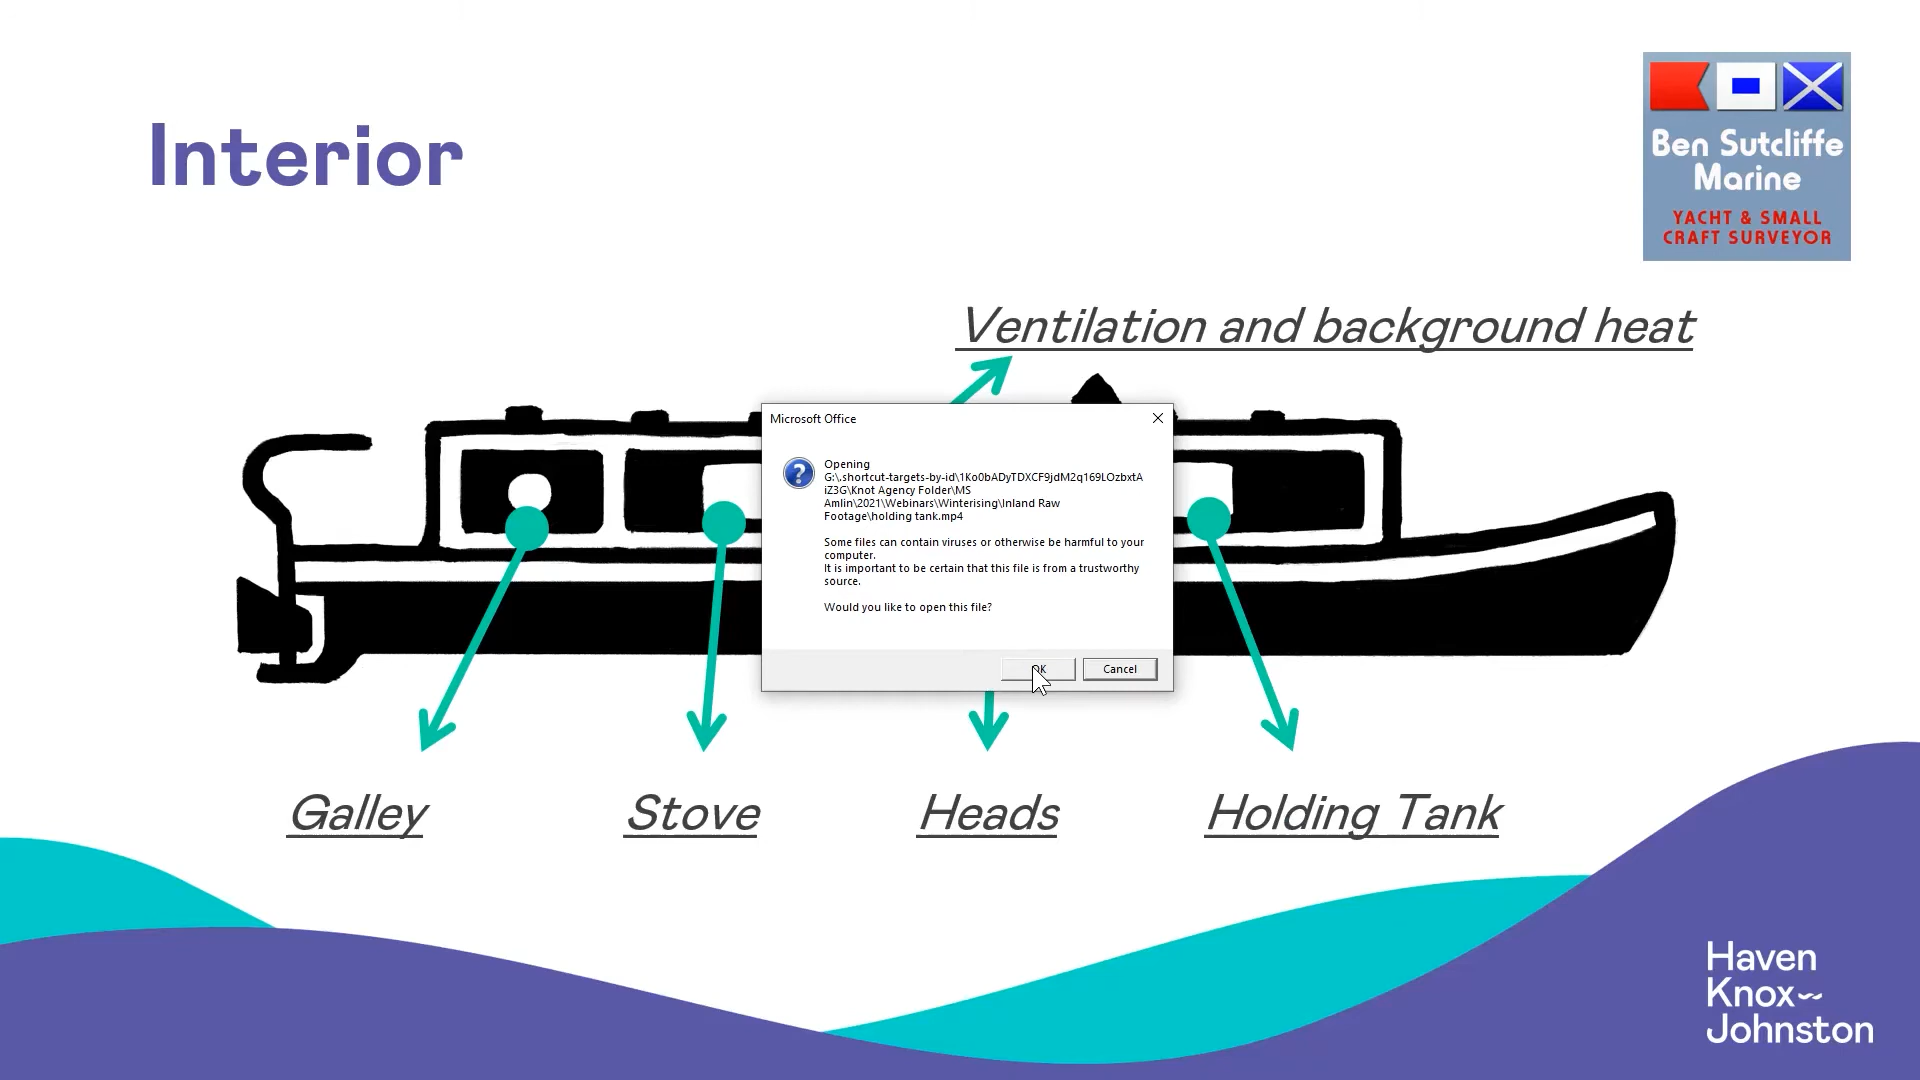 Interior
Ben Sutcliffe
Marine
YACHT & SMALL
CRAFT SURVEYOR
Ventilation and background heat
Microsoft Office
Opening
G:\.shortcut-targets-by-id\1Ko0bADyTDXCF9jdM2q169LOzbxtA
iZ3G\Knot Agency Folder\MS
Amlin\2021\Webinars\Winterising\Inland Raw
Footage\holding tank.mp4
Some files can contain viruses or otherwise be harmful to your
computer.
It is important to be certain that this file is from a trustworthy
source.
Would you like to open this file?
OK
Cancel
Galley
Stove
Heads
Holding Tank
Haven
Knox~
Johnston